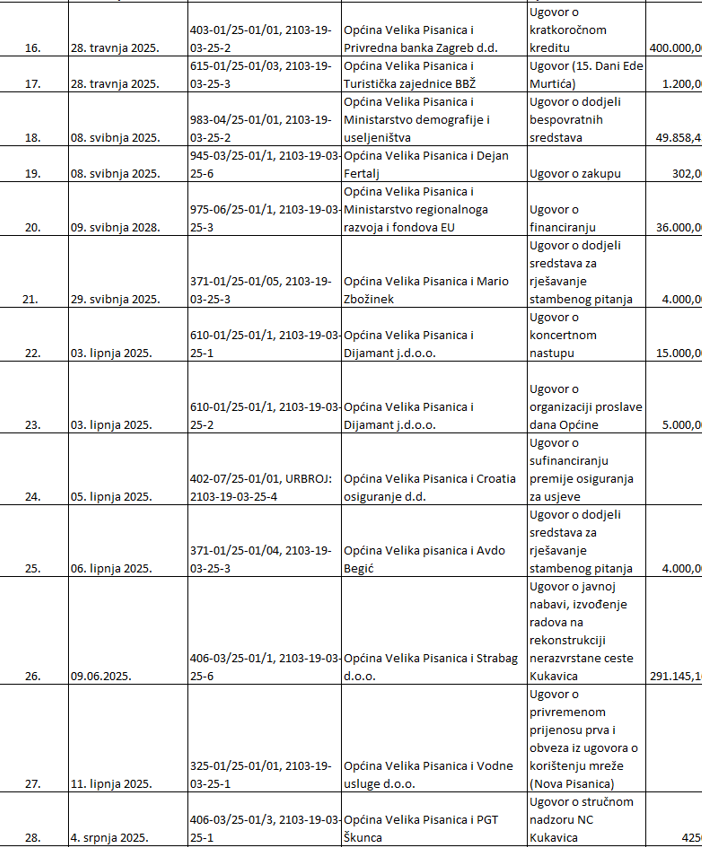 16.
28. travnja 2025.
403-01/25-01/01, 2103-19-
03-25-2
Općina Velika Pisanica i
Privredna banka Zagreb d.d.
Ugovor o
kratkoročnom
kreditu
400.000,0
17.
28. travnja 2025.
615-01/25-01/03, 2103-19-
03-25-3
Općina Velika Pisanica i
Turistička zajednice BBŽ
Ugovor (15. Dani Ede
Murtića)
1.200,0
18.
08. svibnja 2025.
983-04/25-01/01, 2103-19-
03-25-2
Općina Velika Pisanica i
Ministarstvo demografije i
useljeništva
Ugovor o dodjeli
bespovratnih
sredstava
49.858,4
19.
08. svibnja 2025.
945-03/25-01/1, 2103-19-03-
25-6
Općina Velika Pisanica i Dejan
Fertalj
Ugovor o zakupu
302,0
20.
09. svibnja 2028.
975-06/25-01/1, 2103-19-03-
25-3
Općina Velika Pisanica i
Ministarstvo regionalnoga
razvoja i fondova EU
Ugovor o
financiranju
36.000,0
21.
29. svibnja 2025.
371-01/25-01/05, 2103-19-
03-25-3
Općina Velika Pisanica i Mario
Zbožinek
Ugovor o dodjeli
sredstava za
rješavanje
stambenog pitanja
4.000,0
22.
03. lipnja 2025.
610-01/25-01/1, 2103-19-03-
25-1
Općina Velika Pisanica i
Dijamant j.d.o.o.
Ugovor o
koncertnom
nastupu
15.000,0
23.
03. lipnja 2025.
610-01/25-01/1, 2103-19-03-
25-2
Općina Velika Pisanica i
Dijamant j.d.o.o.
Ugovor o
organizaciji proslave
dana Općine
5.000,0
24.
05. lipnja 2025.
402-07/25-01/01, URBROJ:
2103-19-03-25-4
Općina Velika Pisanica i Croatia
osiguranje d.d.
Ugovor o
sufinanciranju
premije osiguranja
za usjeve
25.
06. lipnja 2025.
371-01/25-01/04, 2103-19-
03-25-3
Općina Velika pisanica i Avdo
Begić
Ugovor o dodjeli
sredstava za
rješavanje
stambenog pitanja
4.000,0
26.
09.06.2025.
406-03/25-01/1, 2103-19-03-
25-6
Općina Velika Pisanica i Strabag
d.o.o.
Ugovor o javnoj
nabavi, izvođenje
radova na
rekonstrukciji
nerazvrstane ceste
Kukavica
291.145,1
27.
11. lipnja 2025.
325-01/25-01/01, 2103-19-
03-25-1
Općina Velika Pisanica i Vodne
usluge d.o.o.
Ugovor o
privremenom
prijenosu prva i
obveza iz ugovora o
korištenju mreže
(Nova Pisanica)
28.
4. srpnja 2025.
406-03/25-01/3, 2103-19-03-
25-1
Općina Velika Pisanica i PGT
Škunca
Ugovor o stručnom
nadzoru NC
Kukavica
425